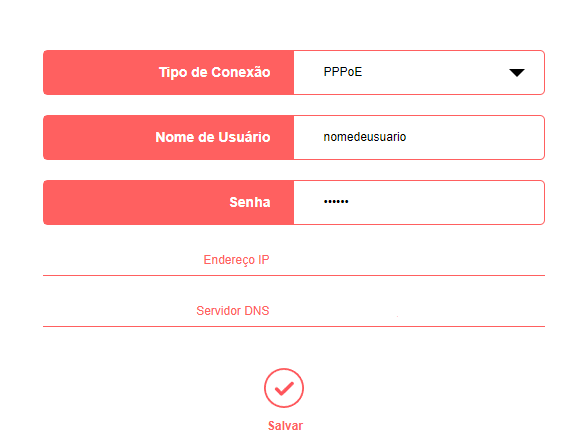 Tipo de Conexão PPPoE
Nome de Usuário nomedeusuario
Senha ••••••
Endereço IP
Servidor DNS
Salvar